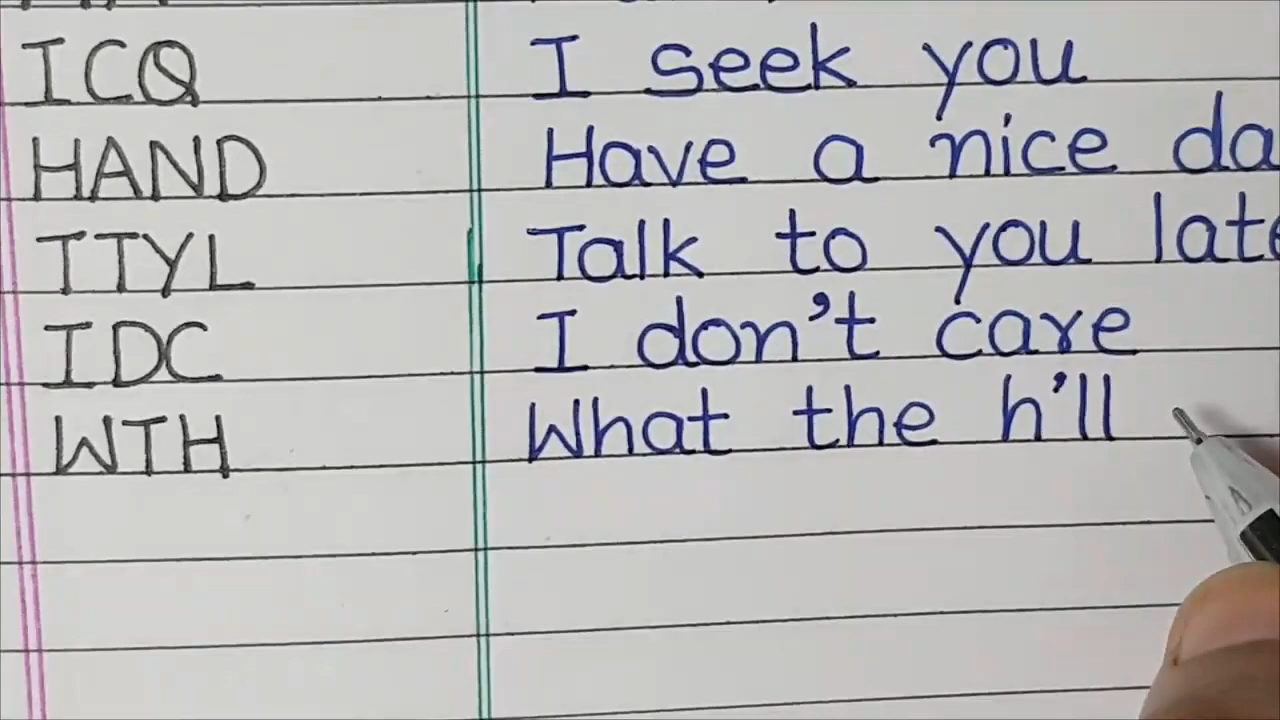 ICQ I seek you
HAND Have a nice da
TTYL Talk to you late
IDC I don't care
WTH What the h'll